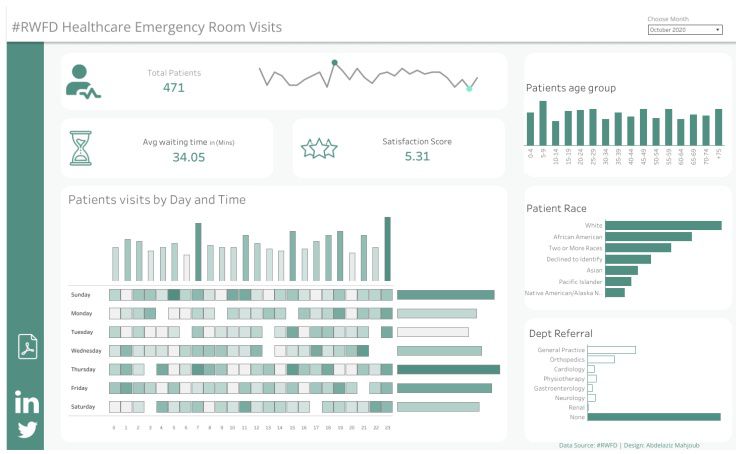 #RWFD Healthcare Emergency Room Visits
Choose Month
October 2020
Total Patients
471
Avg waiting time in (Mins)
34.05
Satisfaction Score
5.31
Patients age group
0-4
5-9
10-14
15-19
20-24
25-29
30-34
35-39
40-44
45-49
50-54
55-59
60-64
65-69
70-74
+75
Patients visits by Day and Time
Sunday
Monday
Tuesday
Wednesday
Thursday
Friday
Saturday
0 1 2 3 4 5 6 7 8 9 10 11 12 13 14 15 16 17 18 19 20 21 22 23
Patient Race
White
African American
Two or More Races
Declined to Identify
Asian
Pacific Islander
Native American/Alaska N..
Dept Referral
General Practice
Orthopedics
Cardiology
Physiotherapy
Gastroenterology
Neurology
Renal
None
in
Data Source: #RWFD | Design: Abdelaziz Mahjoub